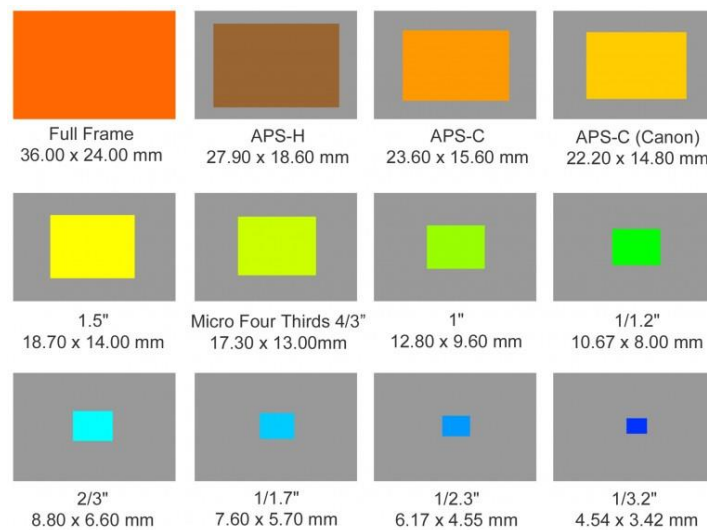 Full Frame
36.00 x 24.00 mm
APS-H
27.90 x 18.60 mm
APS-C
23.60 x 15.60 mm
APS-C (Canon)
22.20 x 14.80 mm
1.5"
18.70 x 14.00 mm
Micro Four Thirds 4/3”
17.30 x 13.00mm
1"
12.80 x 9.60 mm
1/1.2"
10.67 x 8.00 mm
2/3"
8.80 x 6.60 mm
1/1.7"
7.60 x 5.70 mm
1/2.3"
6.17 x 4.55 mm
1/3.2"
4.54 x 3.42 mm